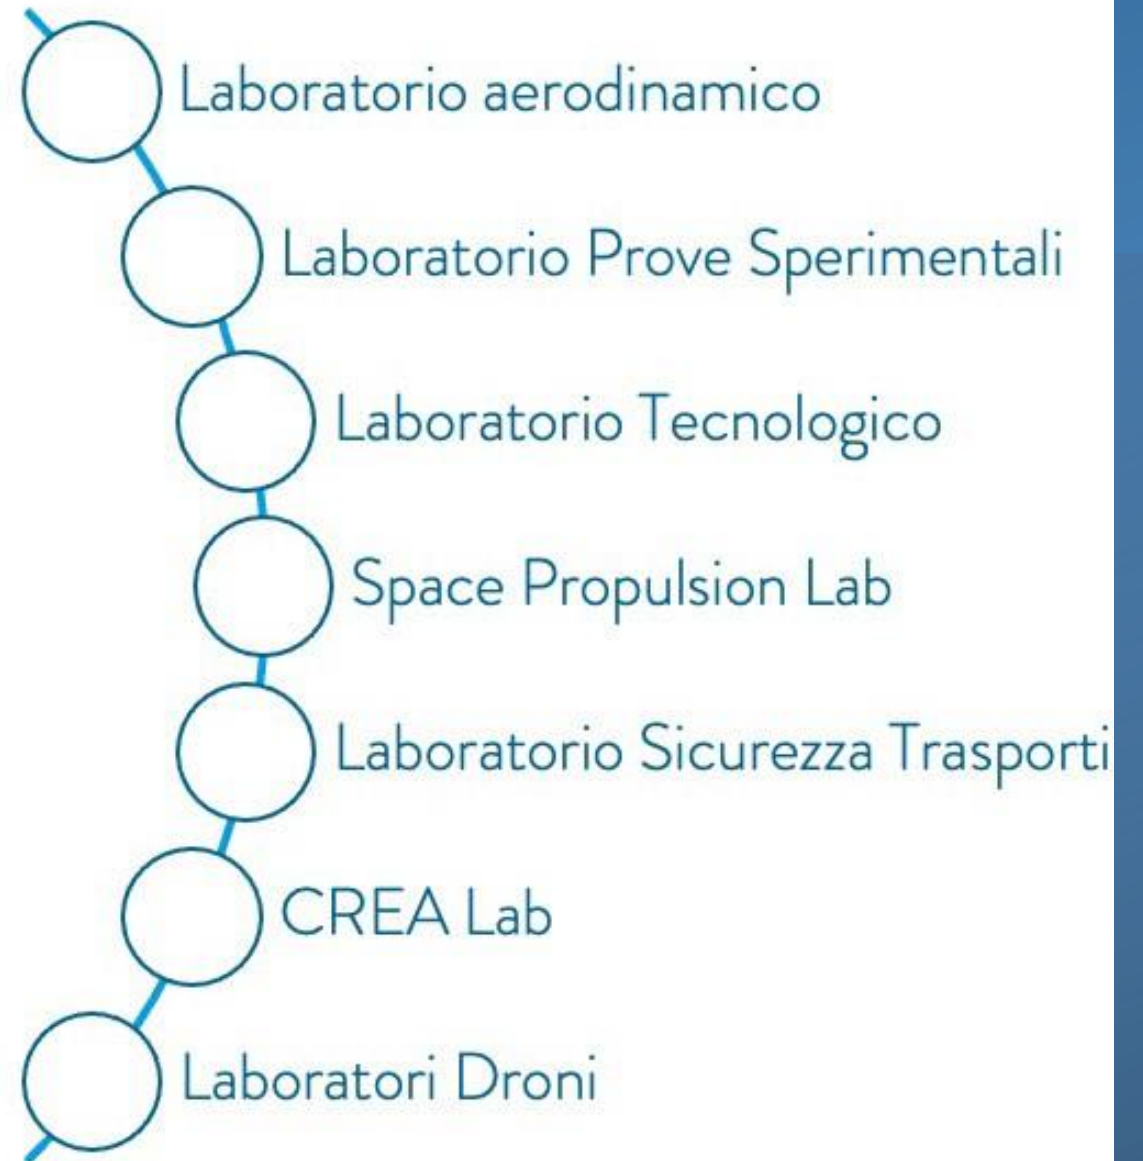 Laboratorio aerodinamico
Laboratorio Prove Sperimentali
Laboratorio Tecnologico
Space Propulsion Lab
Laboratorio Sicurezza Trasporti
CREA Lab
Laboratori Droni